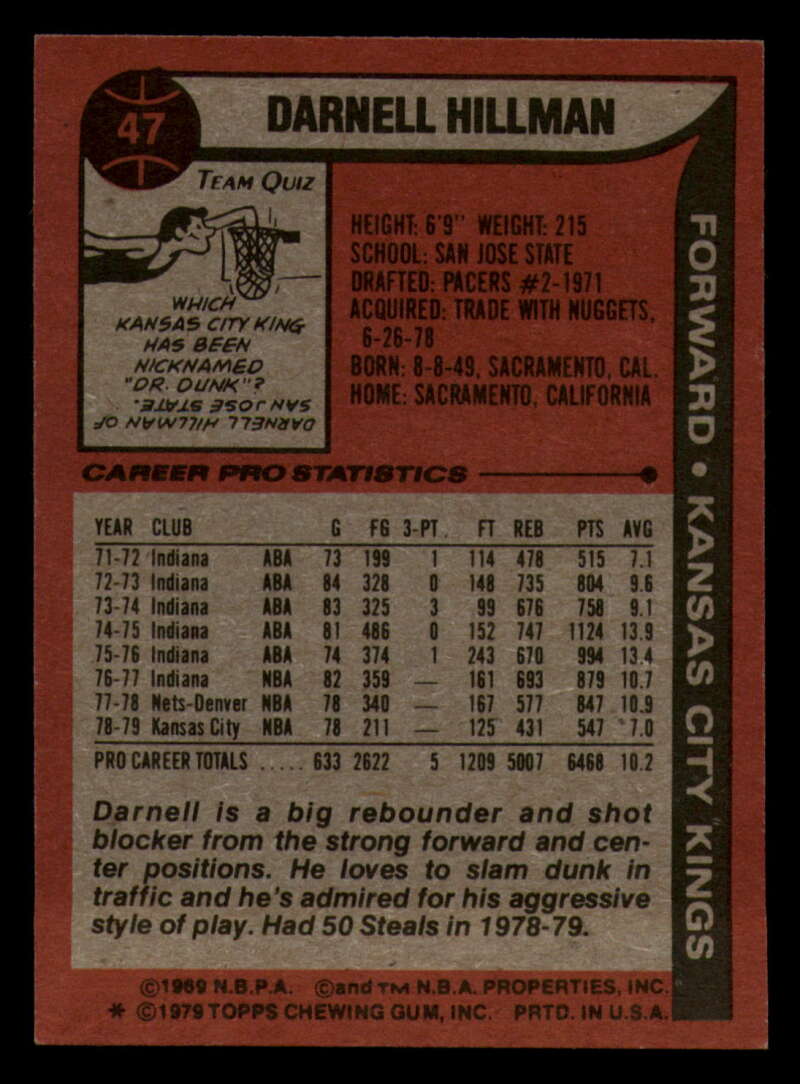 47
DARNELL HILLMAN
TEAM QUIZ
WHICH
KANSAS CITY KING
HAS BEEN
NICKNAMED
"DR. DUNK"?
DARNELL HILLMAN OF
SAN JOSE STATE.
HEIGHT: 6'9" WEIGHT: 215
SCHOOL: SAN JOSE STATE
DRAFTED: PACERS #2-1971
ACQUIRED: TRADE WITH NUGGETS,
6-26-78
BORN: 8-8-49, SACRAMENTO, CAL.
HOME: SACRAMENTO, CALIFORNIA
FORWARD • KANSAS CITY KINGS
CAREER PRO STATISTICS
YEAR CLUB G FG 3-PT. FT REB PTS AVG
71-72 Indiana ABA 73 199 1 114 478 515 7.1
72-73 Indiana ABA 84 328 0 148 735 804 9.6
73-74 Indiana ABA 83 325 3 99 676 758 9.1
74-75 Indiana ABA 81 486 0 152 747 1124 13.9
75-76 Indiana ABA 74 374 1 243 670 994 13.4
76-77 Indiana NBA 82 359 — 161 693 879 10.7
77-78 Nets-Denver NBA 78 340 — 167 577 847 10.9
78-79 Kansas City NBA 78 211 — 125 431 547 7.0
PRO CAREER TOTALS ..... 633 2622 5 1209 5007 6468 10.2
Darnell is a big rebounder and shot
blocker from the strong forward and cen-
ter positions. He loves to slam dunk in
traffic and he's admired for his aggressive
style of play. Had 50 Steals in 1978-79.
©1969 N.B.P.A. ©and TM N.B.A. PROPERTIES, INC.
* ©1979 TOPPS CHEWING GUM, INC. PRTD. IN U.S.A.